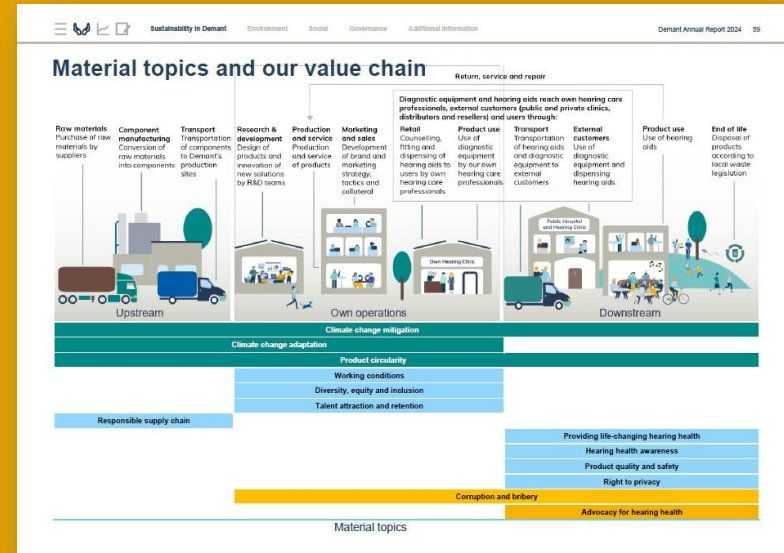 Sustainability in Demant
Environment
Social
Governance
Additional Information
Demant Annual Report 2024 59
Material topics and our value chain
Return, service and repair
Diagnostic equipment and hearing aids reach own hearing care
professionals, external customers (public and private clinics,
distributors and resellers) and users through:
Raw materials
Purchase of raw
materials by
suppliers
Component
manufacturing
Conversion of
raw materials
into components
Transport
Transportation
of components
to Demant's
production
sites
Research &
development
Design of
products and
innovation of
new solutions
by R&D teams
Production
and service
Production
and service
of products
Marketing
and sales
Development
of brand and
marketing
strategy,
tactics and
collateral
Retail
Counselling,
fitting and
dispensing of
hearing aids to
users by own
hearing care
professionals
Product use
Use of
diagnostic
equipment
by our own
hearing care
professionals
Transport
Transportation
of hearing aids
and diagnostic
equipment to
external
customers
External
customers
Use of
diagnostic
equipment and
dispensing
hearing aids
Product use
Use of hearing
aids
End of life
Disposal of
products
according to
local waste
legislation
Public Hospital
and Hearing Clinic
Own Hearing Clinic
Upstream
Own operations
Downstream
Climate change mitigation
Climate change adaptation
Product circularity
Working conditions
Diversity, equity and inclusion
Talent attraction and retention
Responsible supply chain
Providing life-changing hearing health
Hearing health awareness
Product quality and safety
Right to privacy
Corruption and bribery
Advocacy for hearing health
Material topics